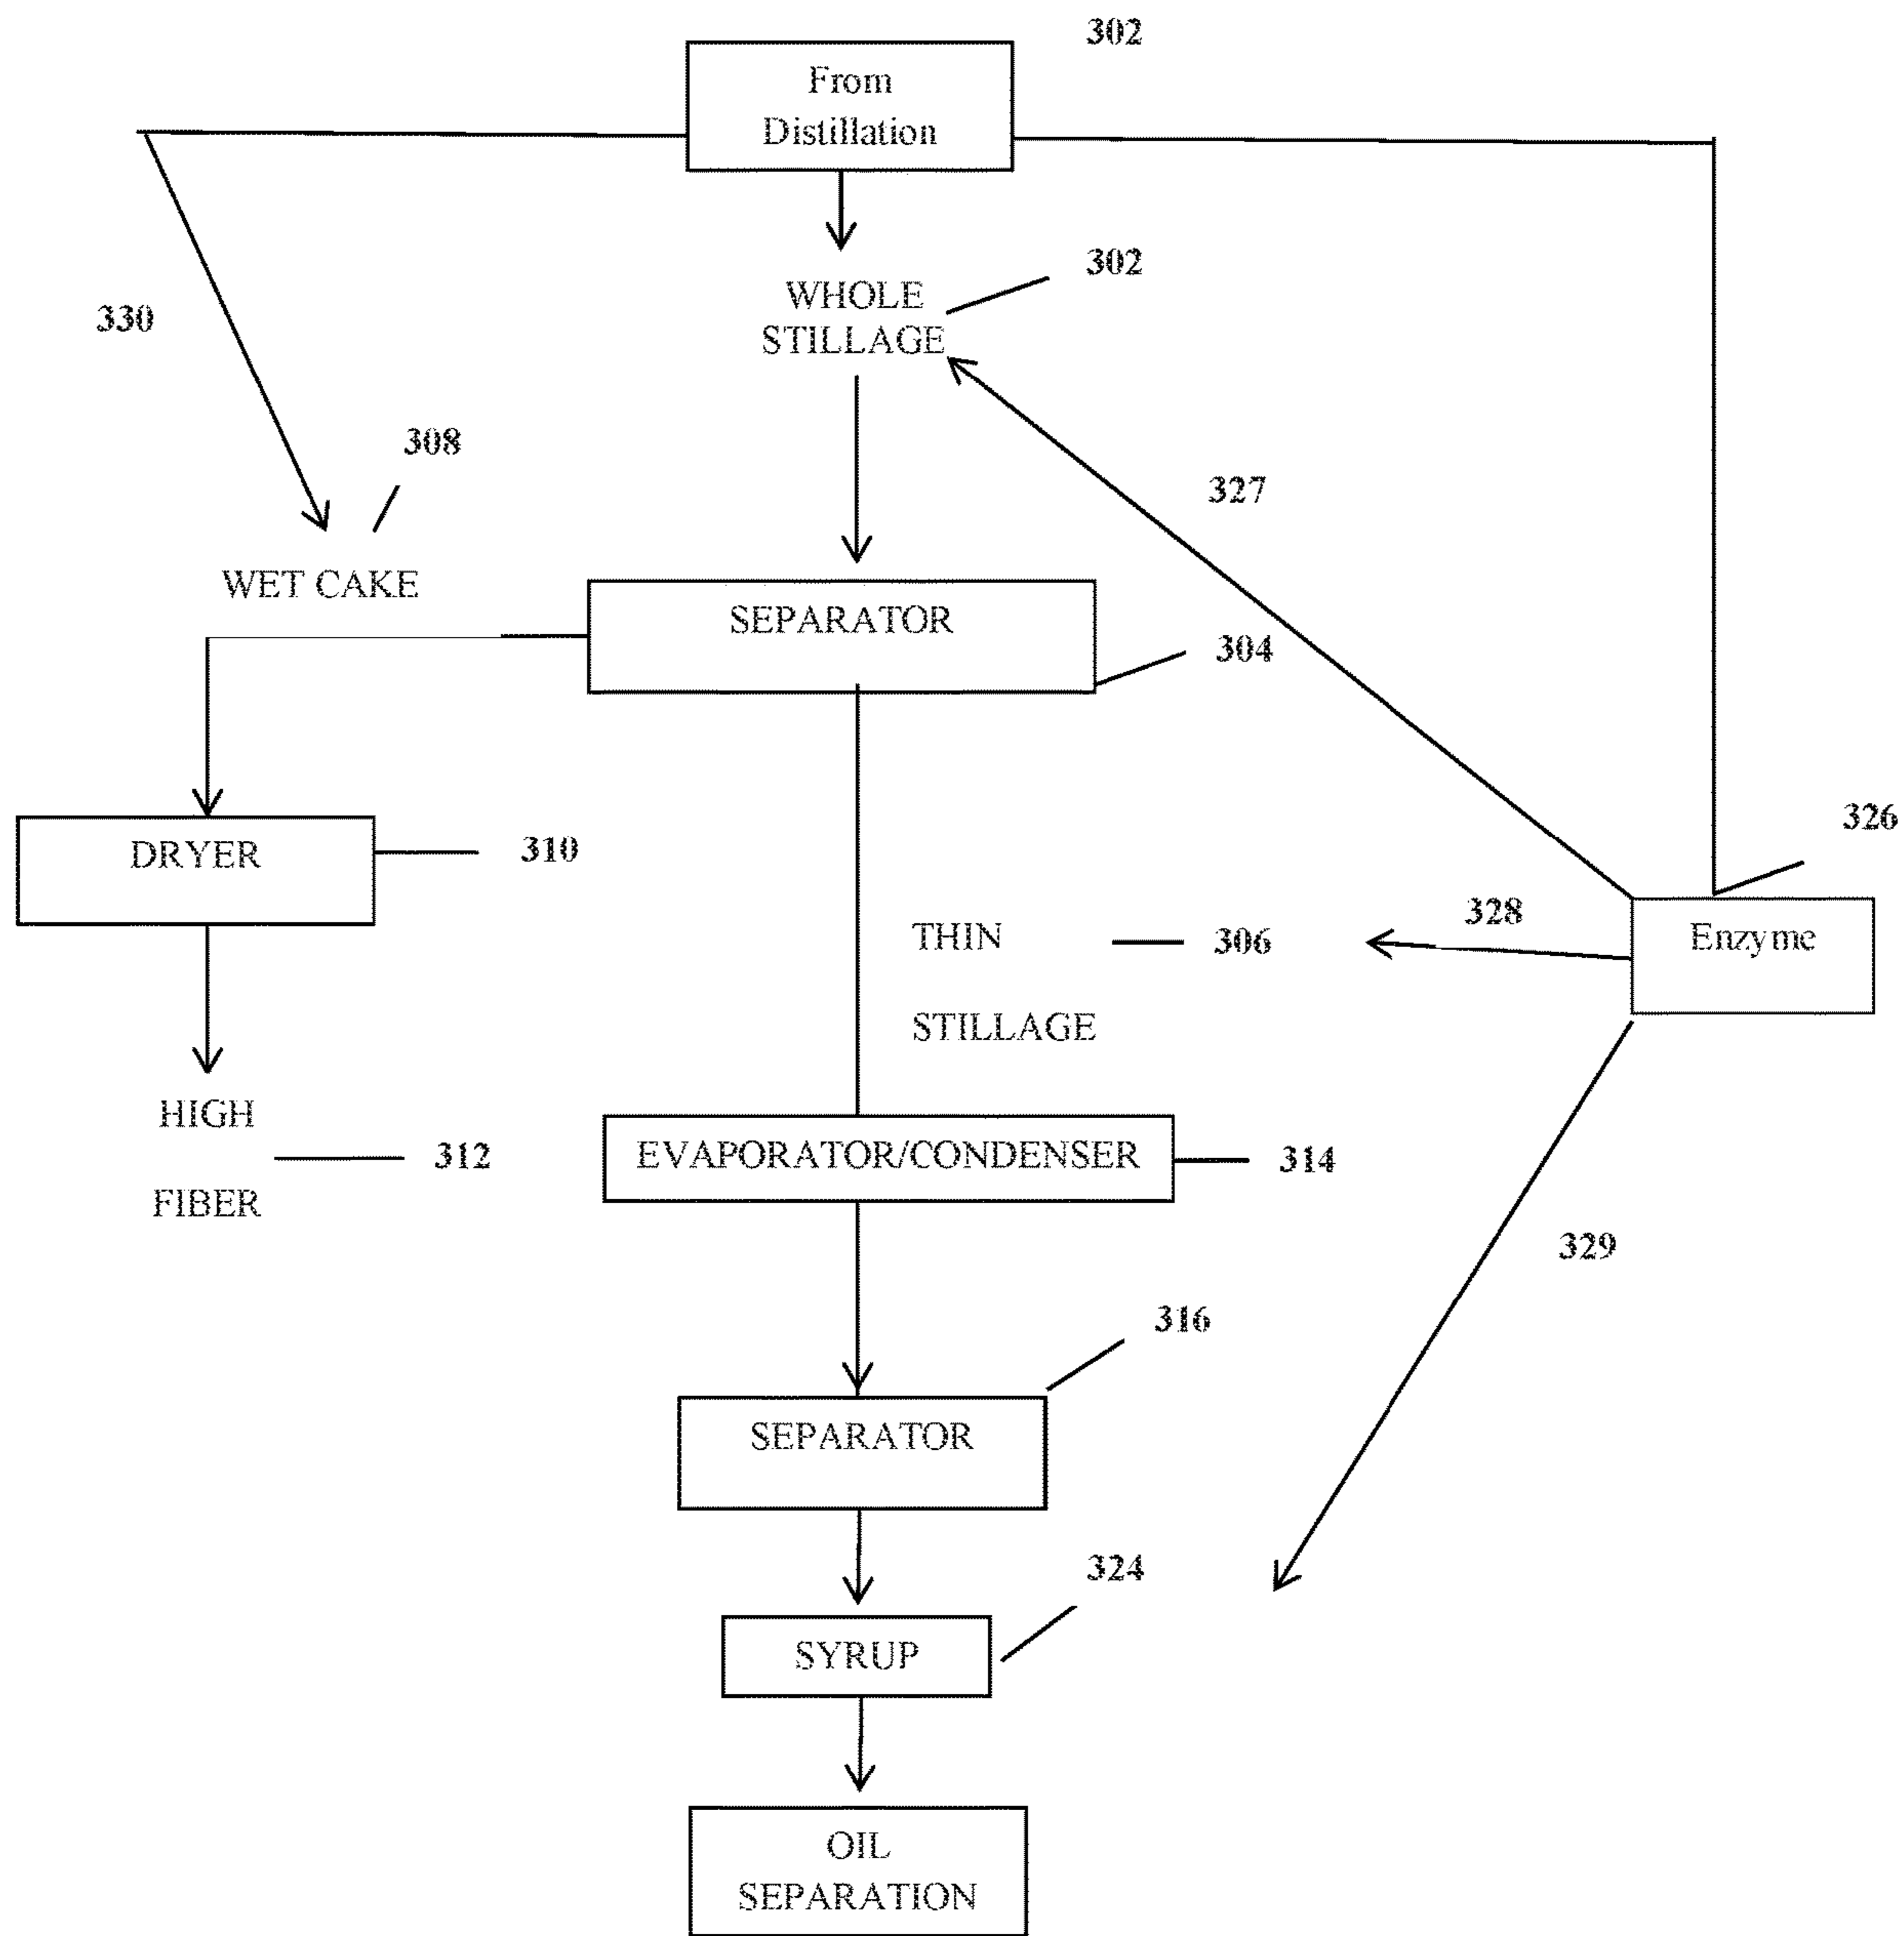 302
From
Distillation
302
WHOLE
STILLAGE
330
308
327
WET CAKE
SEPARATOR
304
326
DRYER
310
328
THIN
306
Enzyme
STILLAGE
HIGH
312
EVAPORATOR/CONDENSER
314
FIBER
329
316
SEPARATOR
324
SYRUP
OIL
SEPARATION